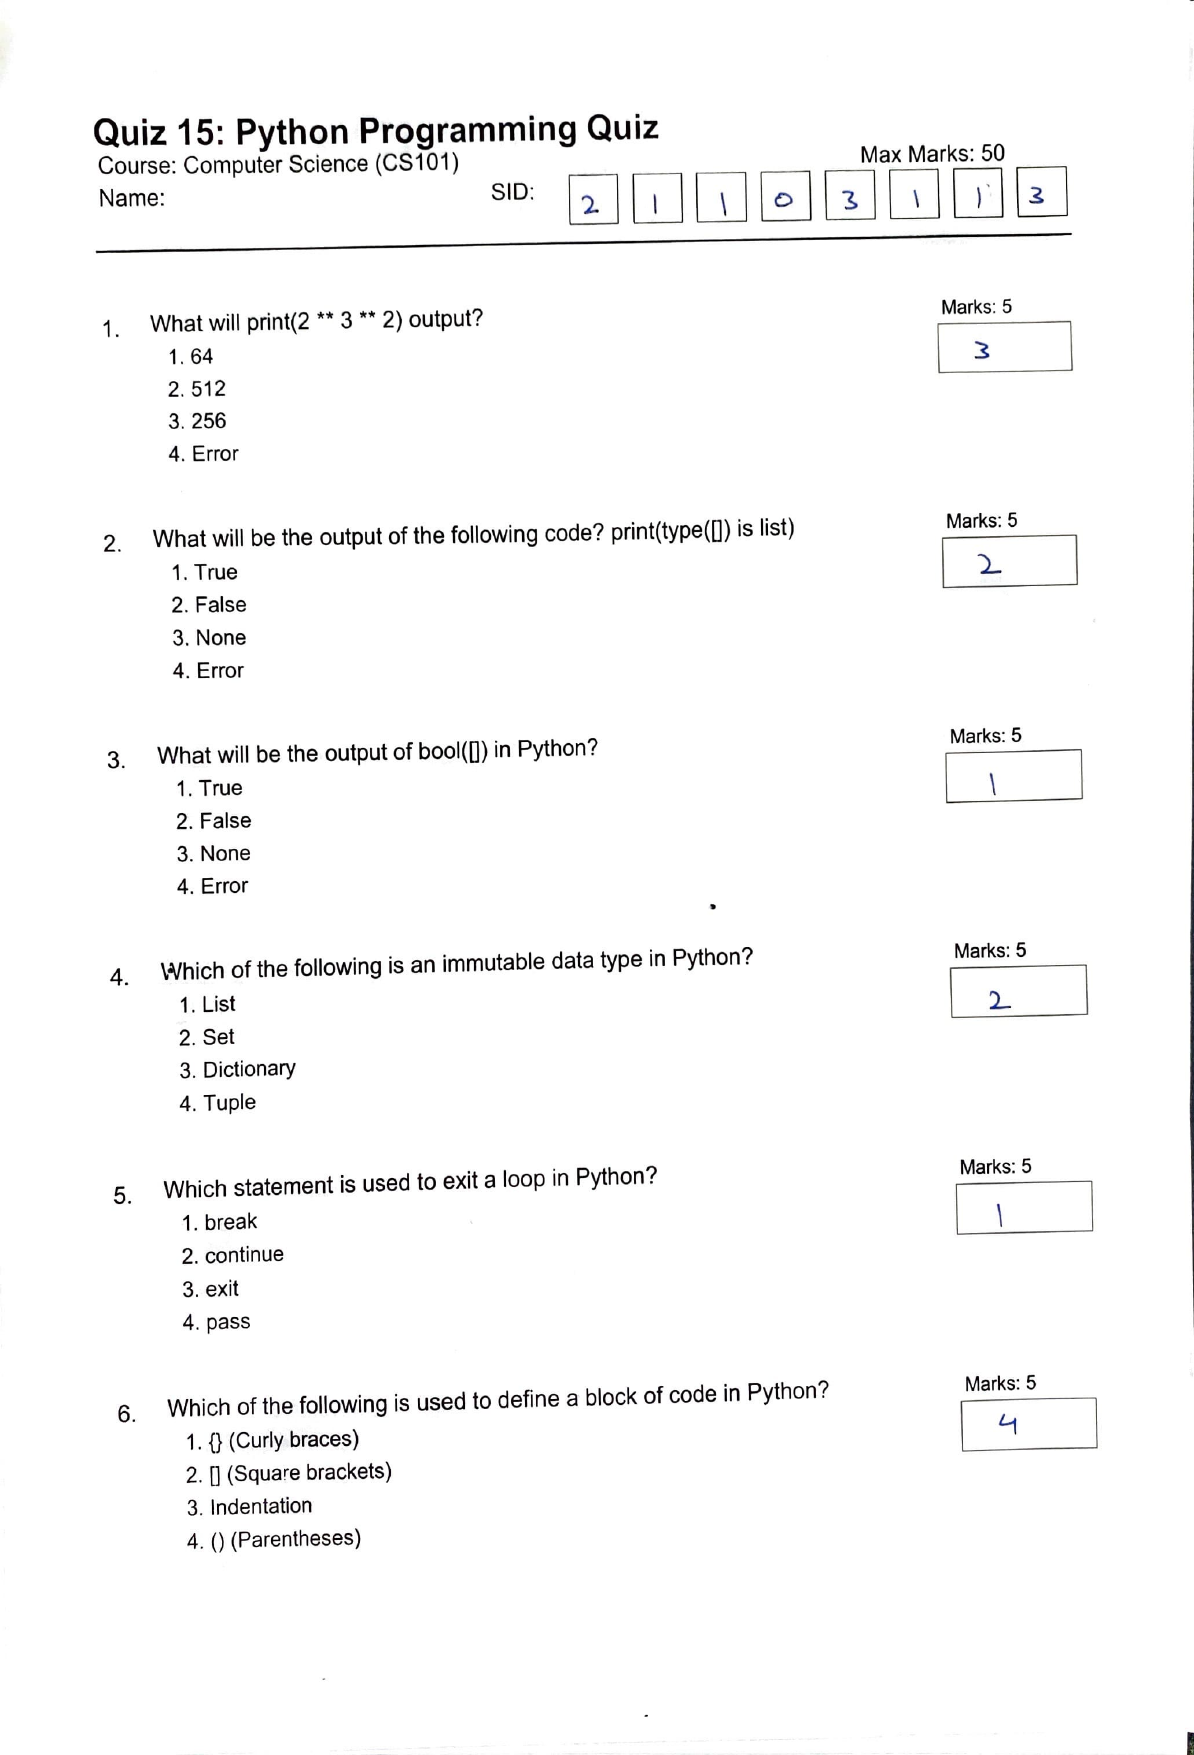 Quiz 15: Python Programming Quiz
Course: Computer Science (CS101)
Max Marks: 50
Name:
SID: 2 1 1 0 3 1 1 3
1. What will print(2 ** 3 ** 2) output?
Marks: 5
3
1. 64
2. 512
3. 256
4. Error
2. What will be the output of the following code? print(type([]) is list)
Marks: 5
2
1. True
2. False
3. None
4. Error
3. What will be the output of bool([]) in Python?
Marks: 5
1
1. True
2. False
3. None
4. Error
4. Which of the following is an immutable data type in Python?
Marks: 5
2
1. List
2. Set
3. Dictionary
4. Tuple
5. Which statement is used to exit a loop in Python?
Marks: 5
1
1. break
2. continue
3. exit
4. pass
6. Which of the following is used to define a block of code in Python?
Marks: 5
4
1. {} (Curly braces)
2. [] (Square brackets)
3. Indentation
4. () (Parentheses)